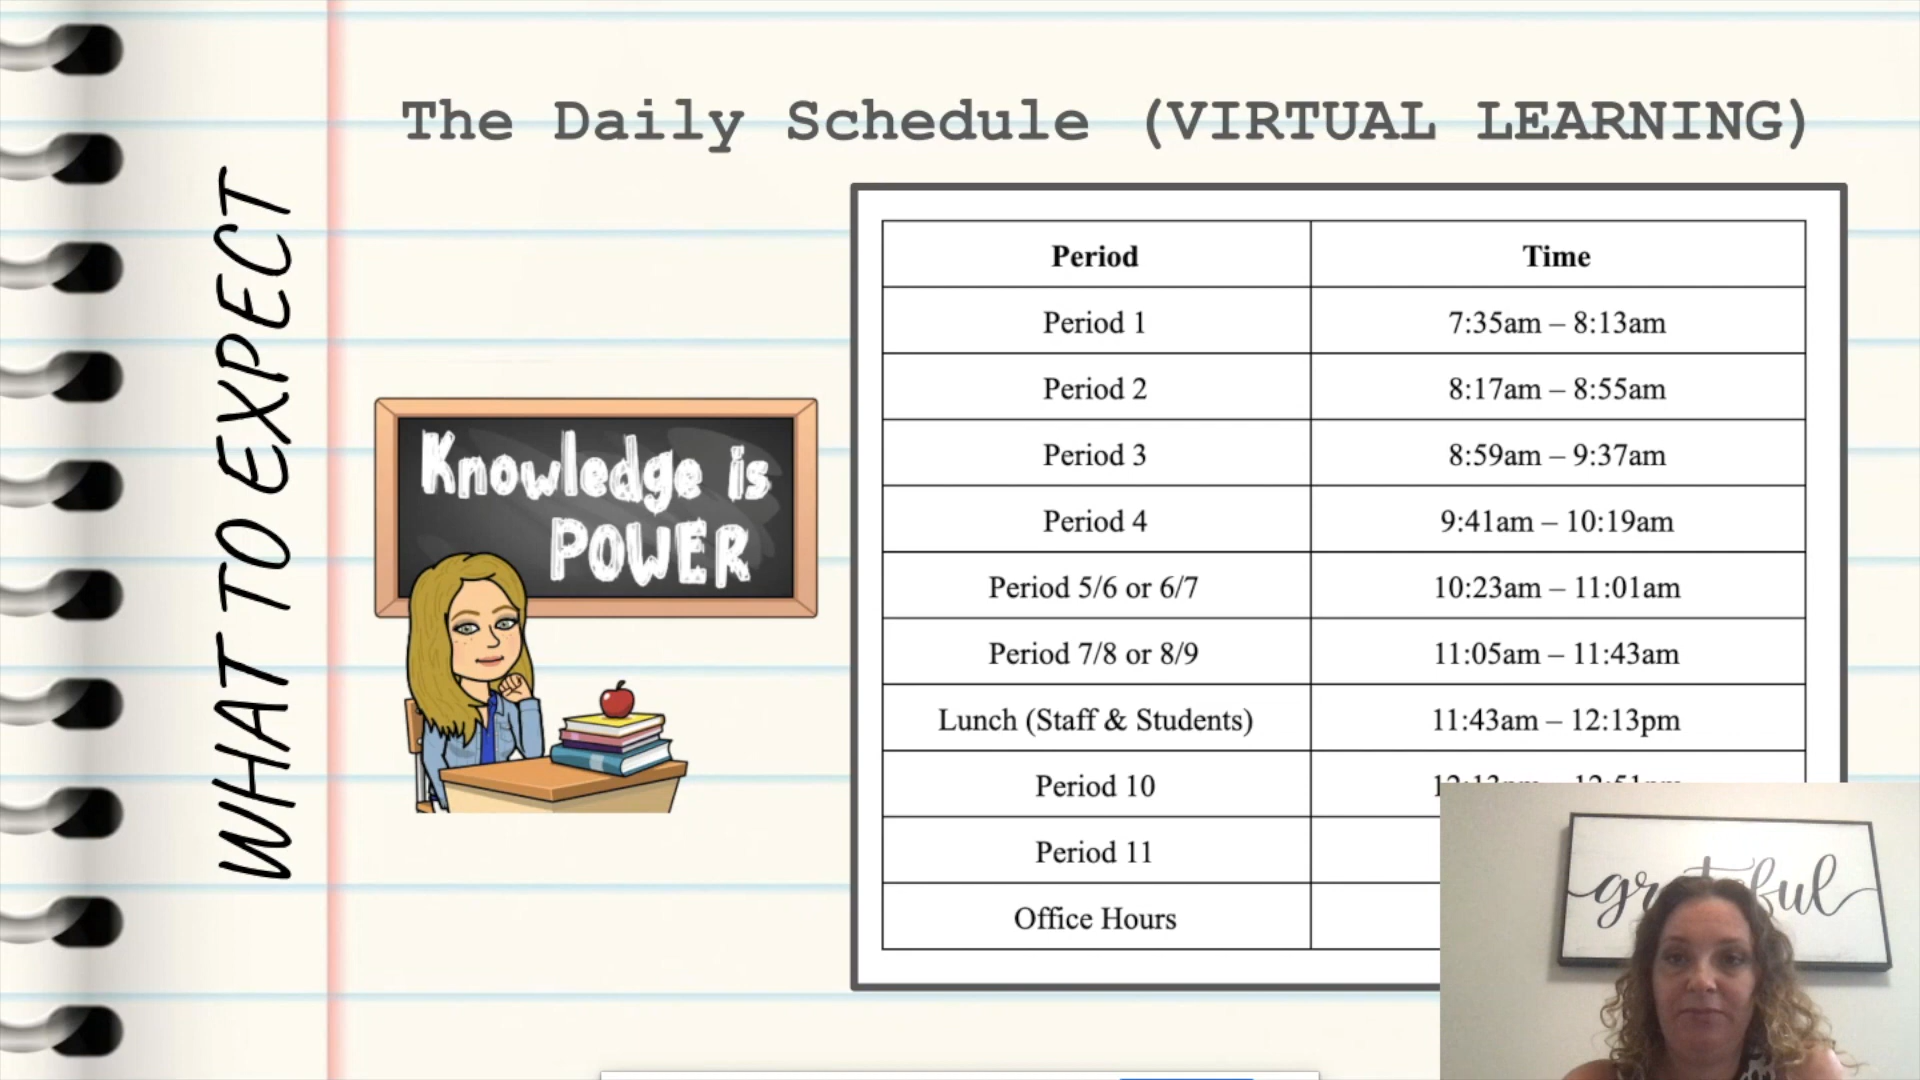 The Daily Schedule (VIRTUAL LEARNING)
WHAT TO EXPECT
Knowledge is
POWER
Period Time
Period 1 7:35am – 8:13am
Period 2 8:17am – 8:55am
Period 3 8:59am – 9:37am
Period 4 9:41am – 10:19am
Period 5/6 or 6/7 10:23am – 11:01am
Period 7/8 or 8/9 11:05am – 11:43am
Lunch (Staff & Students) 11:43am – 12:13pm
Period 10
Period 11
Office Hours
grateful